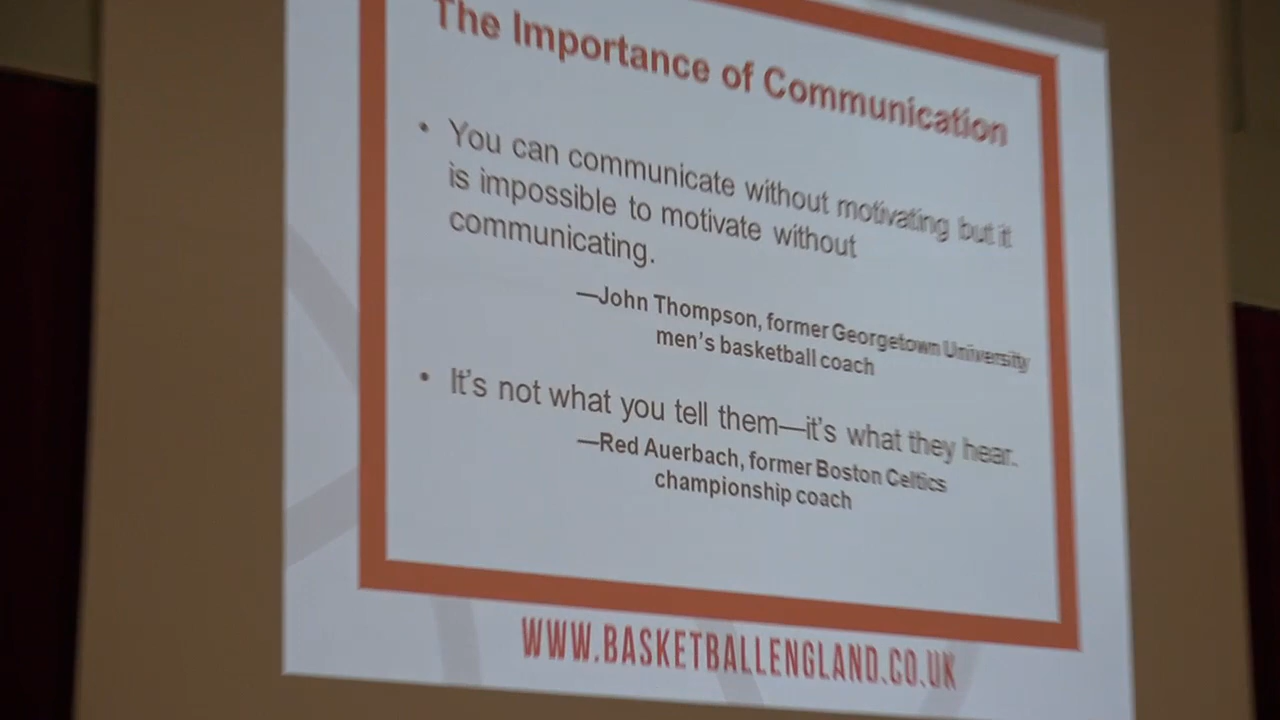 The Importance of Communication
• You can communicate without motivating but it
is impossible to motivate without
communicating.
—John Thompson, former Georgetown University
men’s basketball coach
• It’s not what you tell them—it’s what they hear.
—Red Auerbach, former Boston Celtics
championship coach
WWW.BASKETBALLENGLAND.CO.UK